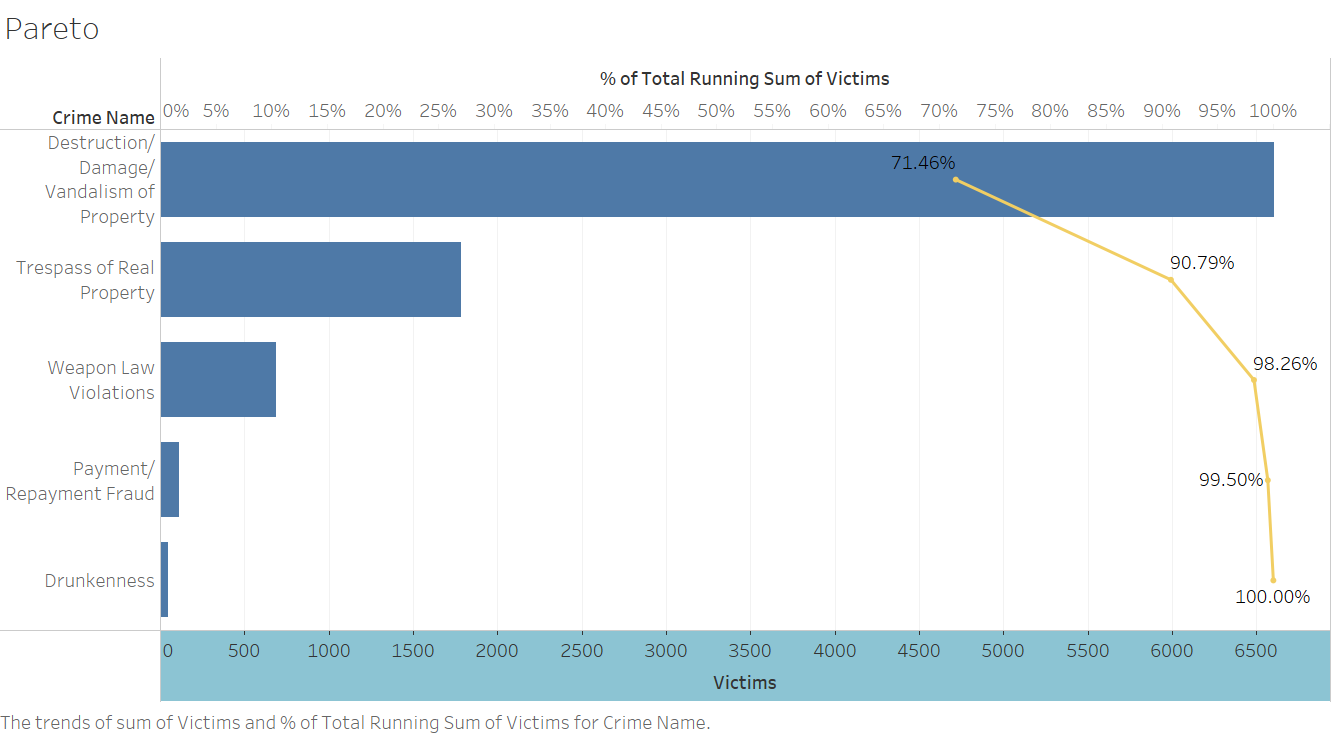 Pareto
% of Total Running Sum of Victims
Crime Name
0% 5% 10% 15% 20% 25% 30% 35% 40% 45% 50% 55% 60% 65% 70% 75% 80% 85% 90% 95% 100%
Destruction/
Damage/
Vandalism of
Property
71.46%
Trespass of Real
Property
90.79%
Weapon Law
Violations
98.26%
Payment/
Repayment Fraud
99.50%
Drunkenness
100.00%
0 500 1000 1500 2000 2500 3000 3500 4000 4500 5000 5500 6000 6500
Victims
The trends of sum of Victims and % of Total Running Sum of Victims for Crime Name.